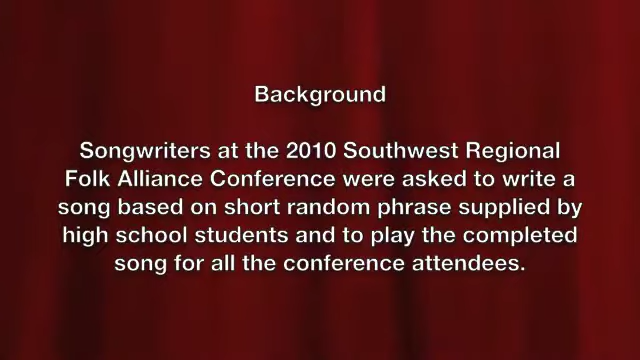 Background
Songwriters at the 2010 Southwest Regional
Folk Alliance Conference were asked to write a
song based on short random phrase supplied by
high school students and to play the completed
song for all the conference attendees.